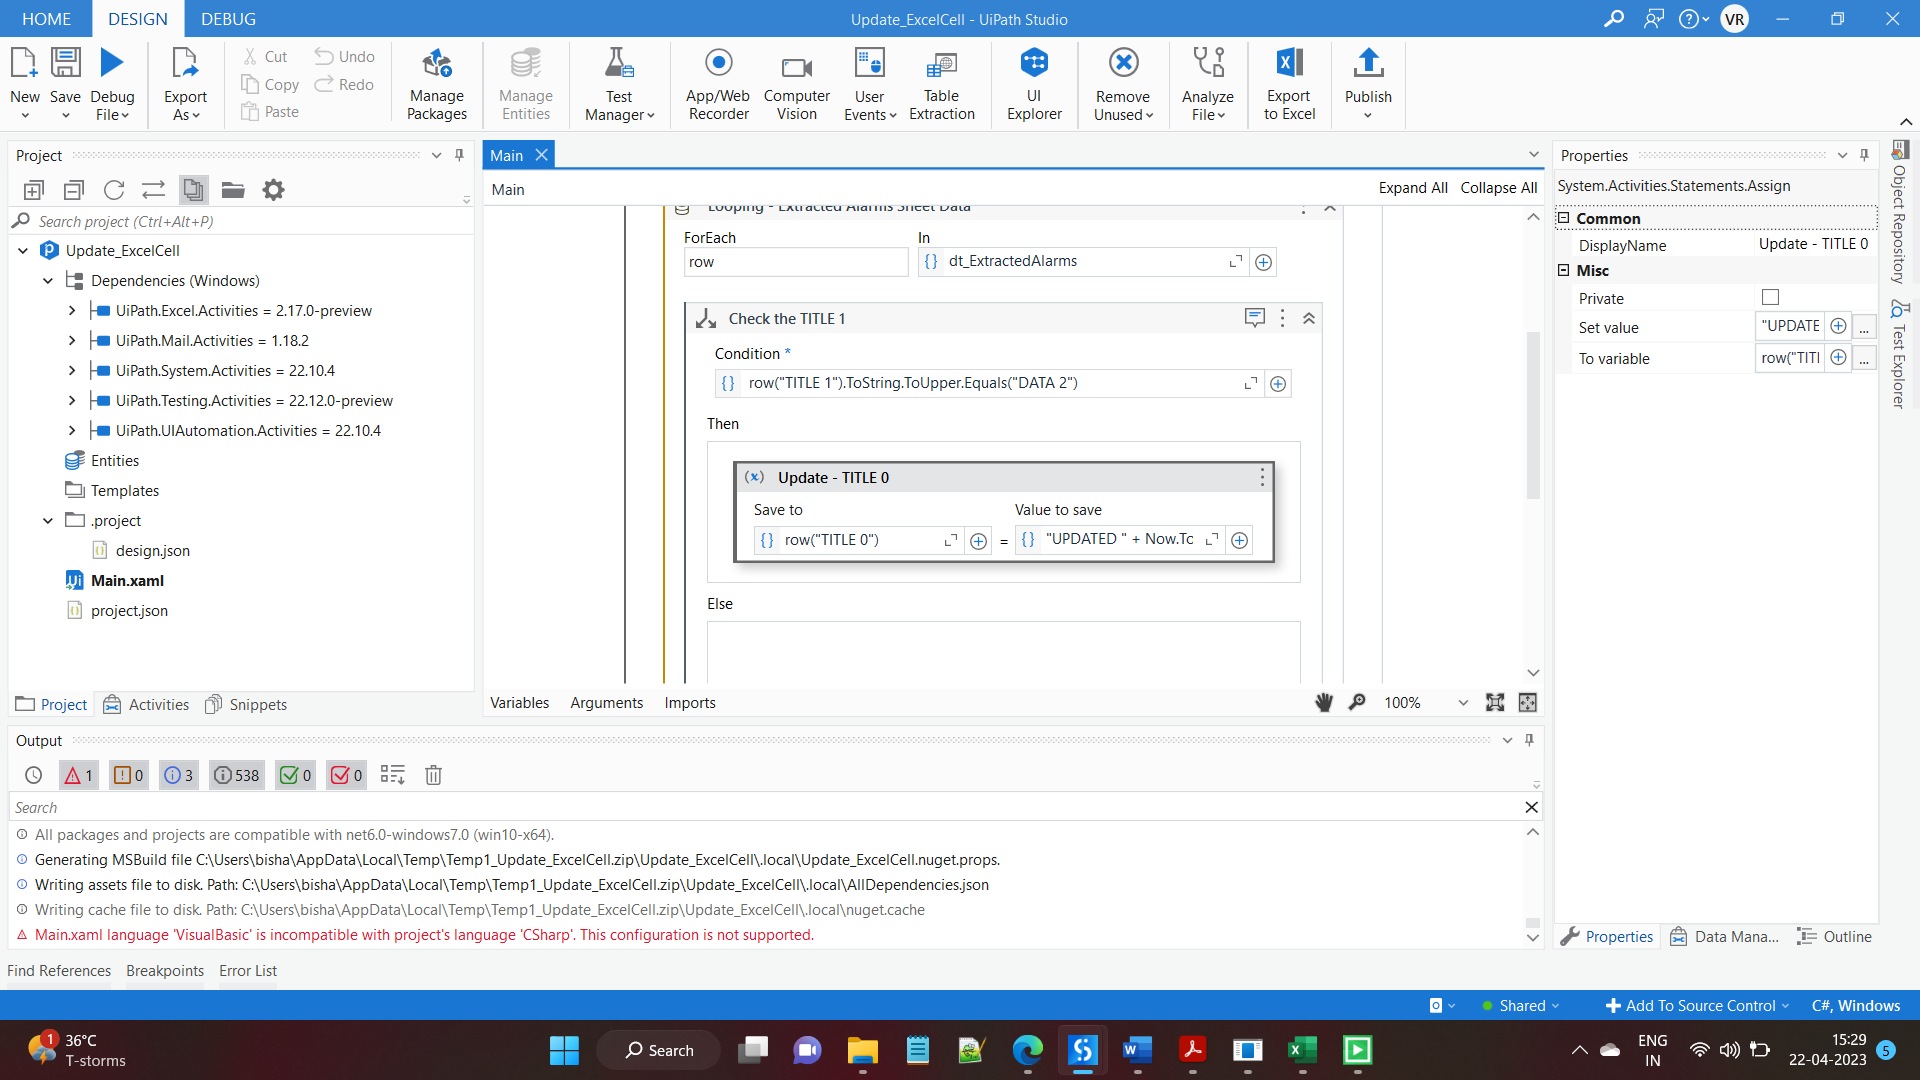 HOME DESIGN DEBUG
Update_ExcelCell - UiPath Studio
VR
New
Save
Debug File
Export As
Cut
Copy
Paste
Undo
Redo
Manage Packages
Manage Entities
Test Manager
App/Web Recorder
Computer Vision
User Events
Table Extraction
UI Explorer
Remove Unused
Analyze File
Export to Excel
Publish
Project
Search project (Ctrl+Alt+P)
Update_ExcelCell
Dependencies (Windows)
UiPath.Excel.Activities = 2.17.0-preview
UiPath.Mail.Activities = 1.18.2
UiPath.System.Activities = 22.10.4
UiPath.Testing.Activities = 22.12.0-preview
UiPath.UIAutomation.Activities = 22.10.4
Entities
Templates
.project
design.json
Main.xaml
project.json
Project Activities Snippets
Main
Main
Expand All Collapse All
Looping - Extracted Alarms Sheet Data
ForEach In
row dt_ExtractedAlarms
Check the TITLE 1
Condition *
row("TITLE 1").ToString.ToUpper.Equals("DATA 2")
Then
Update - TITLE 0
Save to Value to save
row("TITLE 0") = "UPDATED " + Now.To
Else
Variables Arguments Imports
100%
Properties
System.Activities.Statements.Assign
Common
DisplayName Update - TITLE 0
Misc
Private
Set value "UPDATE ...
To variable row("TITI ...
Object Repository
Test Explorer
Properties Data Mana... Outline
Output
1 0 3 538 0 0
Search
All packages and projects are compatible with net6.0-windows7.0 (win10-x64).
Generating MSBuild file C:\Users\bisha\AppData\Local\Temp\Temp1_Update_ExcelCell.zip\Update_ExcelCell\.local\Update_ExcelCell.nuget.props.
Writing assets file to disk. Path: C:\Users\bisha\AppData\Local\Temp\Temp1_Update_ExcelCell.zip\Update_ExcelCell\.local\AllDependencies.json
Writing cache file to disk. Path: C:\Users\bisha\AppData\Local\Temp\Temp1_Update_ExcelCell.zip\Update_ExcelCell\.local\nuget.cache
Main.xaml language 'VisualBasic' is incompatible with project's language 'CSharp'. This configuration is not supported.
Find References Breakpoints Error List
Shared Add To Source Control C#, Windows
1
36°C
T-storms
Search
ENG
IN
15:29
22-04-2023
5